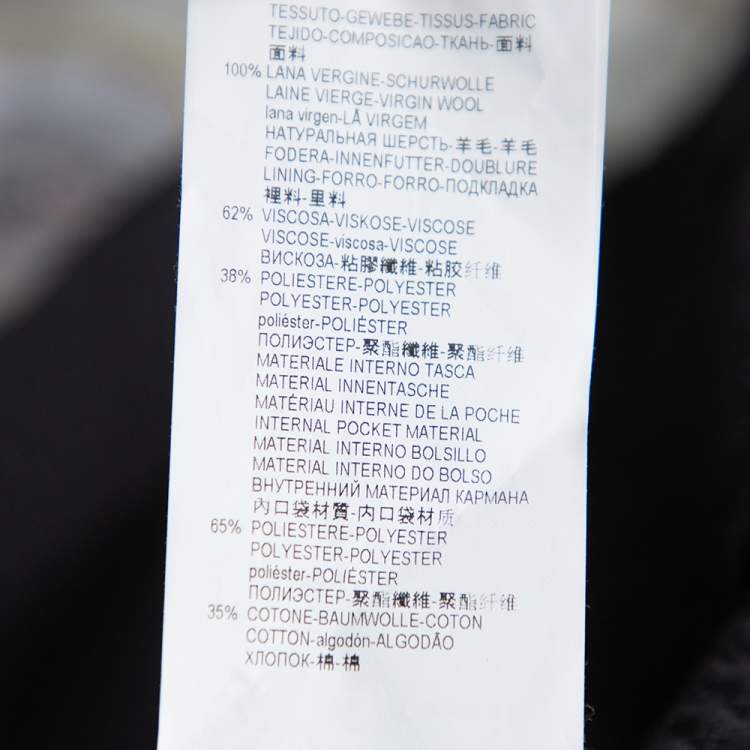 TESSUTO-GEWEBE-TISSUS-FABRIC
TEJIDO-COMPOSICAO-ТКАНЬ-面料
面料
100% LANA VERGINE-SCHURWOLLE
LAINE VIERGE-VIRGIN WOOL
lana virgen-LÃ VIRGEM
НАТУРАЛЬНАЯ ШЕРСТЬ-羊毛-羊毛
FODERA-INNENFUTTER-DOUBLURE
LINING-FORRO-FORRO-ПОДКЛАДКА
裡料-里料
62% VISCOSA-VISKOSE-VISCOSE
VISCOSE-viscosa-VISCOSE
ВИСКОЗА-粘膠纖維-粘胶纤维
38% POLIESTERE-POLYESTER
POLYESTER-POLYESTER
poliéster-POLIÉSTER
ПОЛИЭСТЕР-聚酯纖維-聚酯纤维
MATERIALE INTERNO TASCA
MATERIAL INNENTASCHE
MATÉRIAU INTERNE DE LA POCHE
INTERNAL POCKET MATERIAL
MATERIAL INTERNO BOLSILLO
MATERIAL INTERNO DO BOLSO
ВНУТРЕННИЙ МАТЕРИАЛ КАРМАНА
內口袋材質-内口袋材质
65% POLIESTERE-POLYESTER
POLYESTER-POLYESTER
poliéster-POLIÉSTER
ПОЛИЭСТЕР-聚酯纖維-聚酯纤维
35% COTONE-BAUMWOLLE-COTON
COTTON-algodón-ALGODÃO
ХЛОПОК-棉-棉